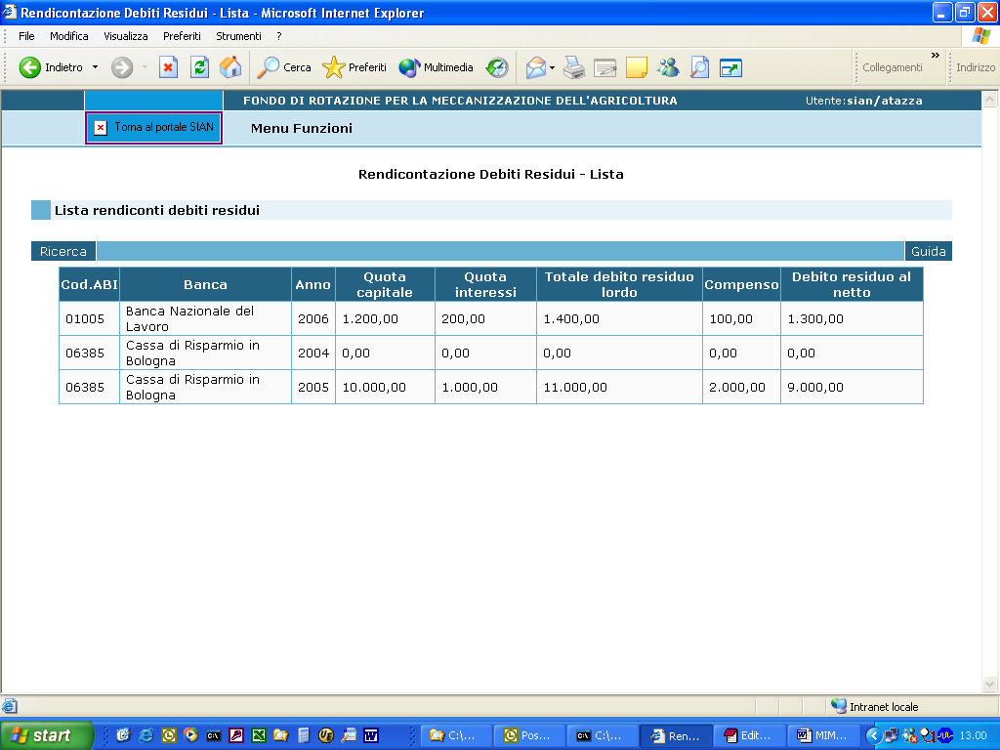 Rendicontazione Debiti Residui - Lista - Microsoft Internet Explorer
File Modifica Visualizza Preferiti Strumenti ?
Indietro Cerca Preferiti Multimedia Collegamenti » Indirizzo
FONDO DI ROTAZIONE PER LA MECCANIZZAZIONE DELL'AGRICOLTURA Utente:sian/atazza
Torna al portale SIAN Menu Funzioni
Rendicontazione Debiti Residui - Lista
Lista rendiconti debiti residui
Ricerca Guida
Cod.ABI Banca Anno Quota capitale Quota interessi Totale debito residuo lordo Compenso Debito residuo al netto
01005 Banca Nazionale del Lavoro 2006 1.200,00 200,00 1.400,00 100,00 1.300,00
06385 Cassa di Risparmio in Bologna 2004 0,00 0,00 0,00 0,00 0,00
06385 Cassa di Risparmio in Bologna 2005 10.000,00 1.000,00 11.000,00 2.000,00 9.000,00
Intranet locale
start C:\... Pos... C:\... Ren... Edit... MIM... 13.00